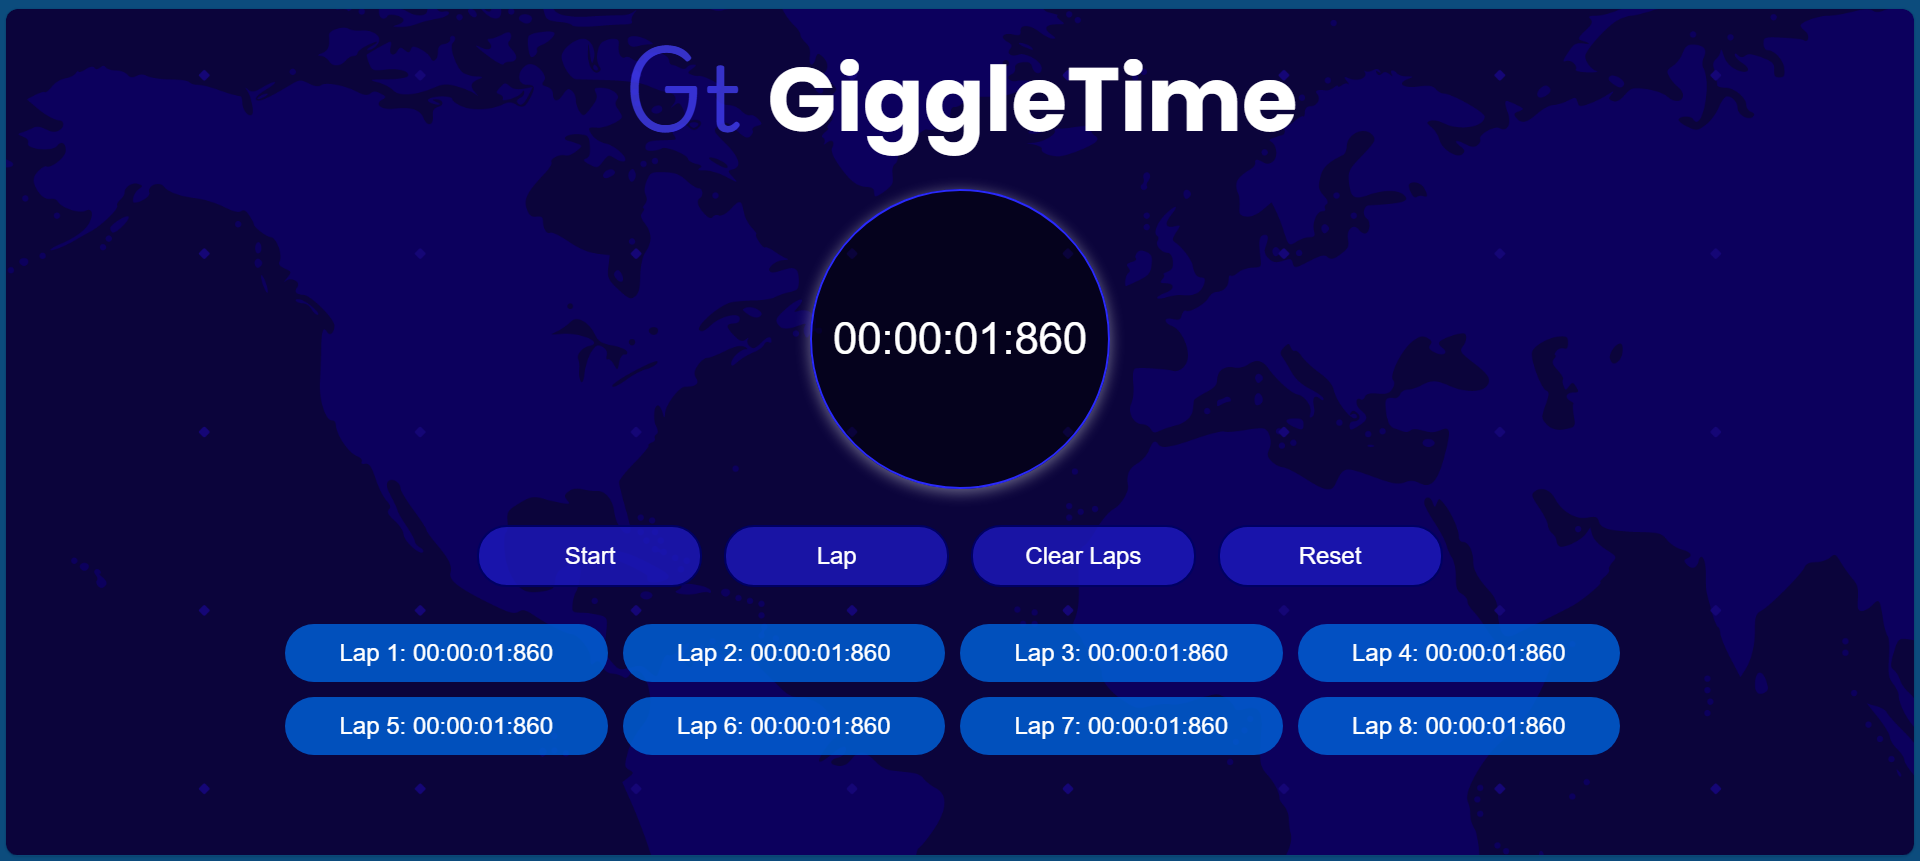 Gt GiggleTime
00:00:01:860
Start Lap Clear Laps Reset
Lap 1: 00:00:01:860 Lap 2: 00:00:01:860 Lap 3: 00:00:01:860 Lap 4: 00:00:01:860
Lap 5: 00:00:01:860 Lap 6: 00:00:01:860 Lap 7: 00:00:01:860 Lap 8: 00:00:01:860